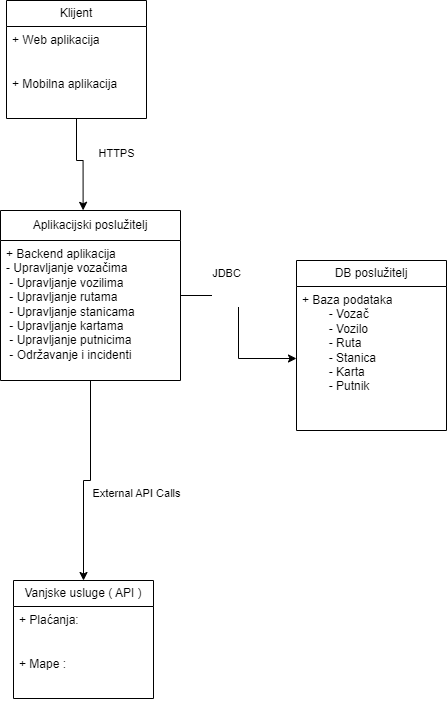 Klijent
+ Web aplikacija
+ Mobilna aplikacija
HTTPS
Aplikacijski poslužitelj
+ Backend aplikacija
- Upravljanje vozačima
- Upravljanje vozilima
- Upravljanje rutama
- Upravljanje stanicama
- Upravljanje kartama
- Upravljanje putnicima
- Održavanje i incidenti
JDBC
DB poslužitelj
+ Baza podataka
- Vozač
- Vozilo
- Ruta
- Stanica
- Karta
- Putnik
External API Calls
Vanjske usluge ( API )
+ Plaćanja:
+ Mape :